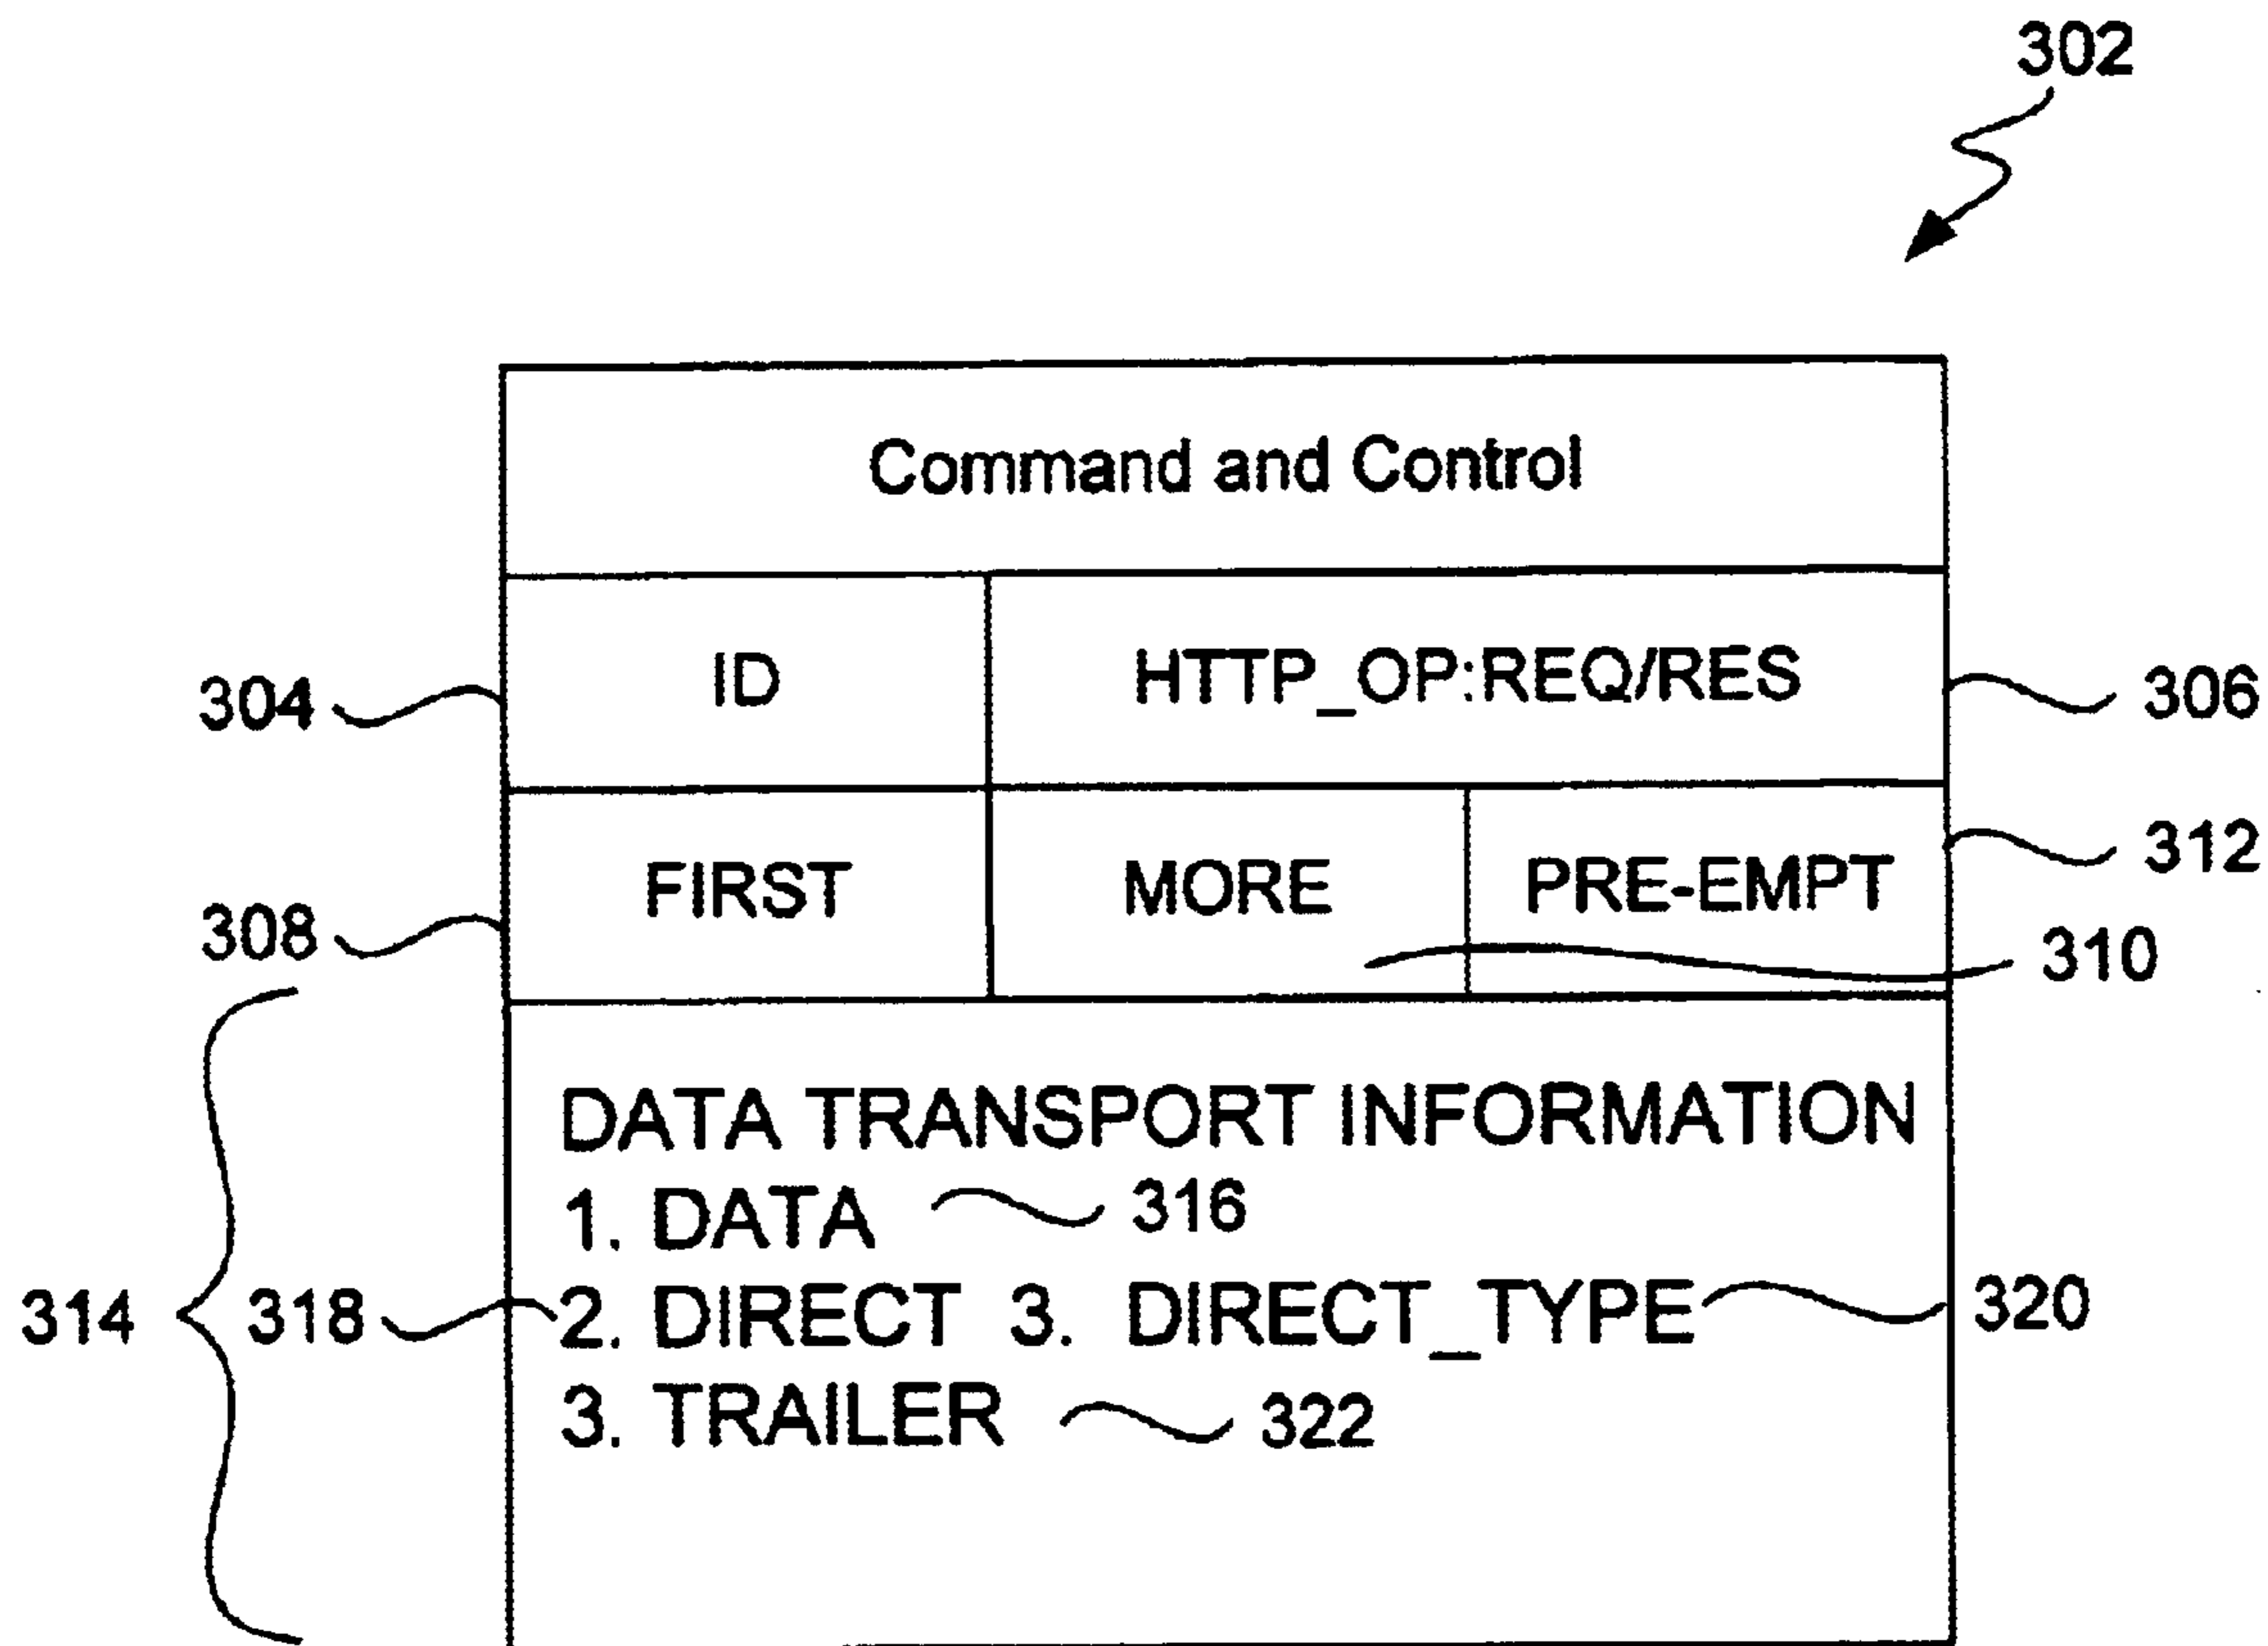 302
Command and Control
304 ID HTTP_OP:REQ/RES 306
308 FIRST MORE PRE-EMPT 312
310
DATA TRANSPORT INFORMATION
1. DATA 316
314 318 2. DIRECT 3. DIRECT_TYPE 320
3. TRAILER 322